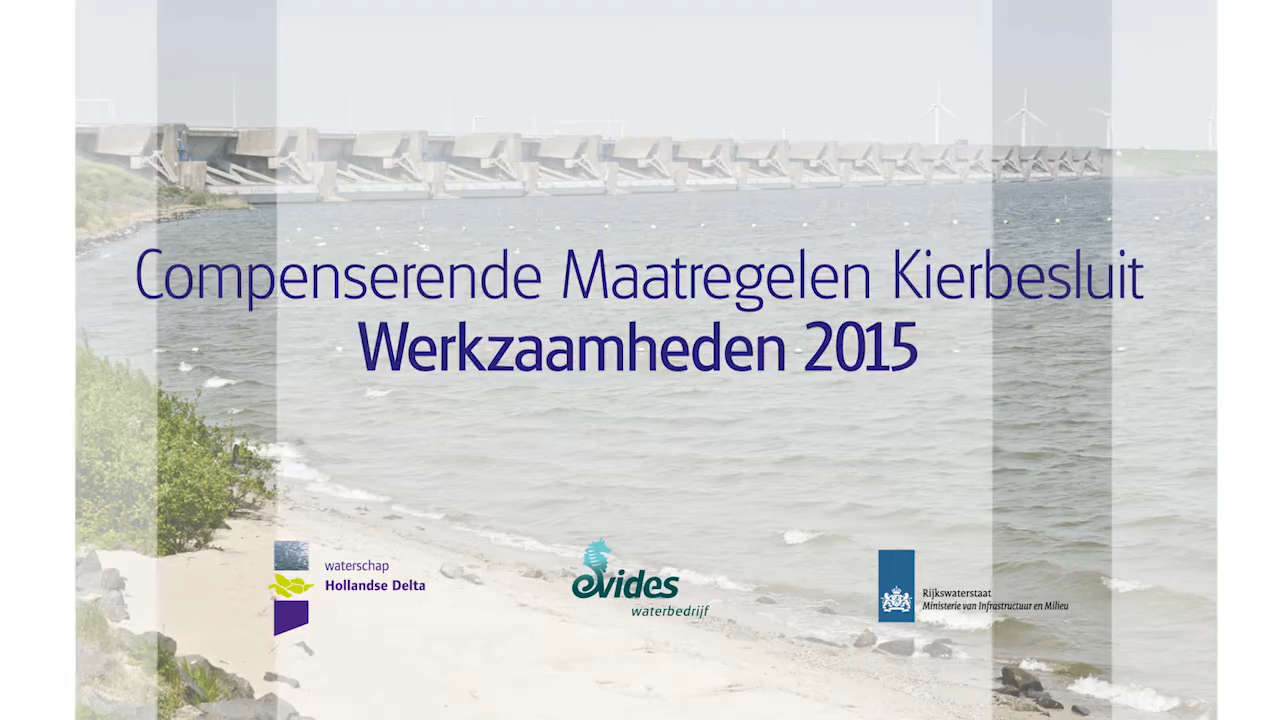 Compenserende Maatregelen Kierbesluit
Werkzaamheden 2015
waterschap
Hollandse Delta
evides
waterbedrijf
Rijkswaterstaat
Ministerie van Infrastructuur en Milieu